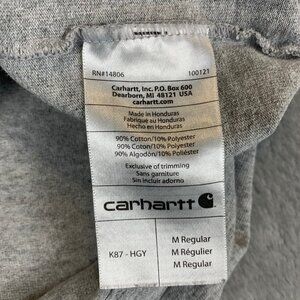 RN#14806 100121
Carhartt, Inc. P.O. Box 600
Dearborn, MI 48121, USA
carhartt.com
Made in Honduras
Fabriqué au Honduras
Hecho en Honduras
90% Cotton/10% Polyester
90% Coton/10% Polyester
90% Algodón/10% Poliéster
Exclusive of trimming
Sans garniture
Sin incluir adorno
carhartt
K87 - HGY
M Regular
M Régulier
M Regular